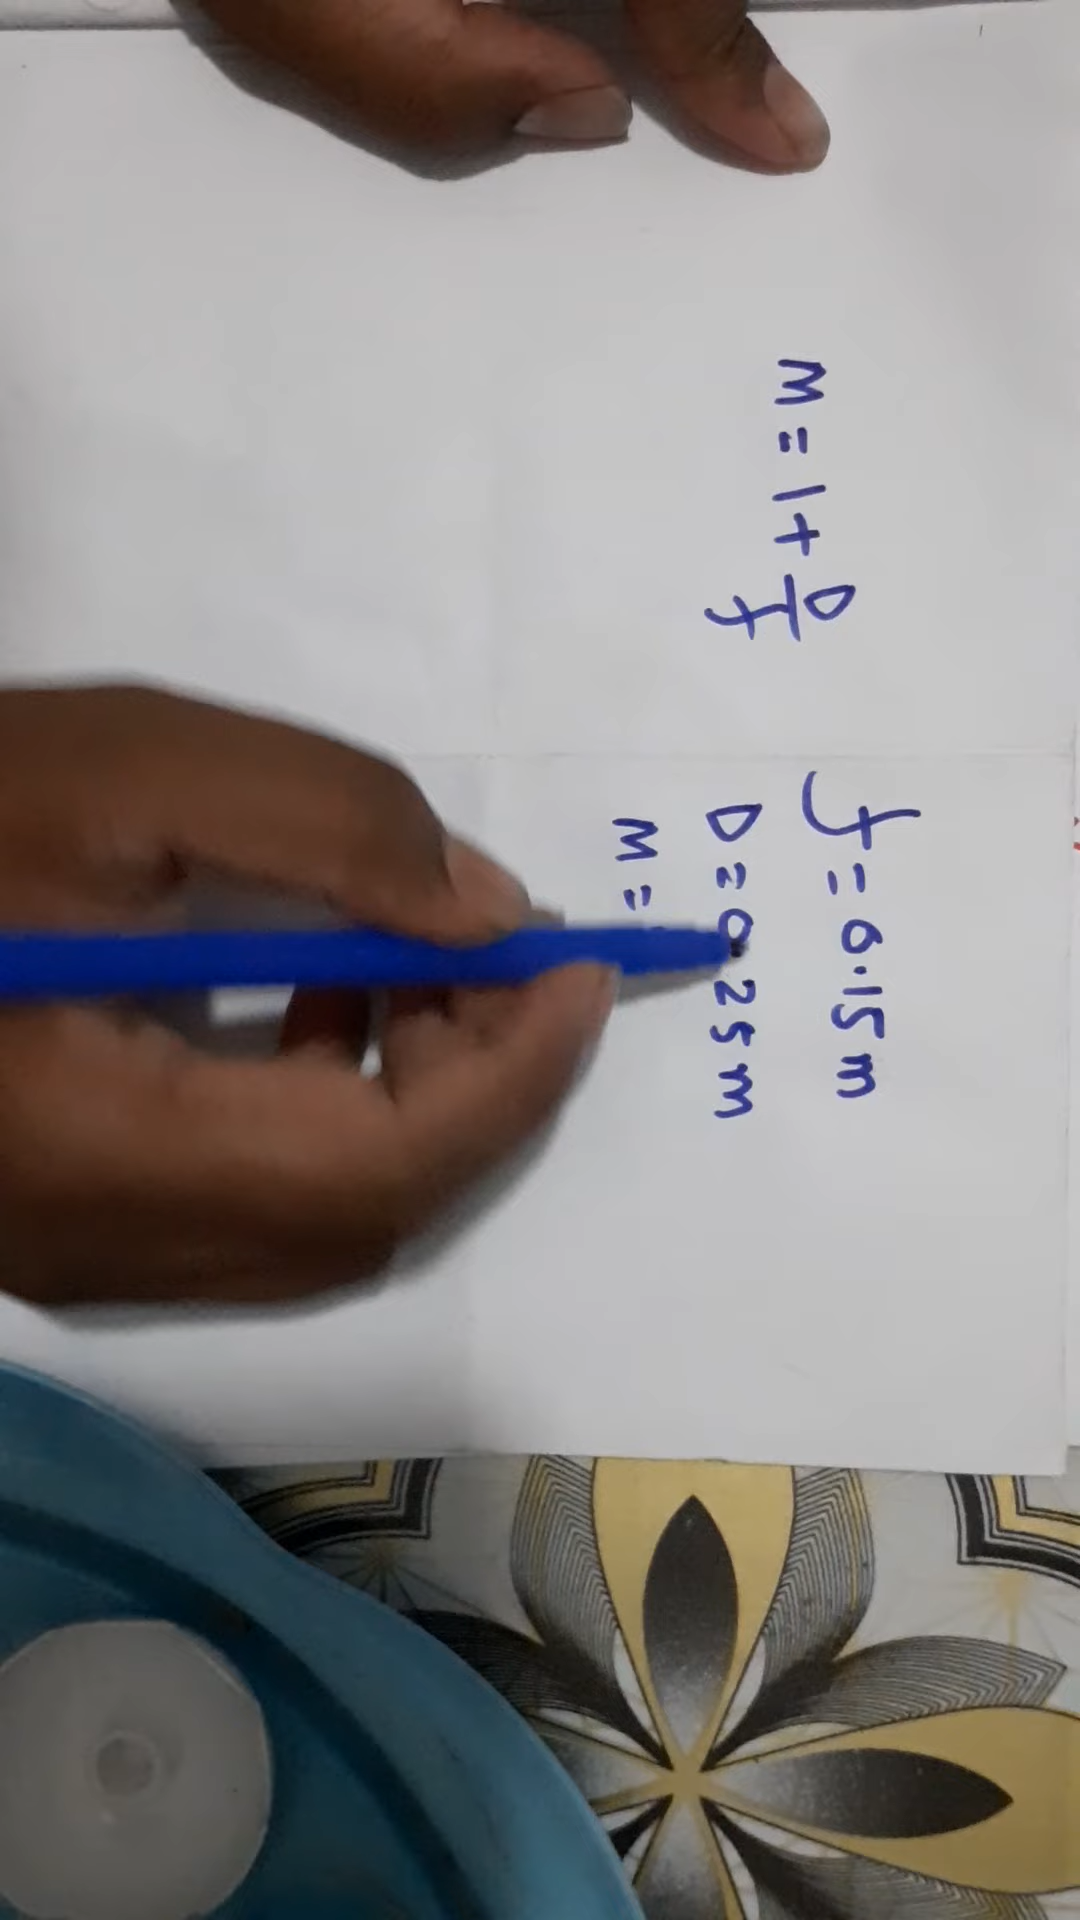 M = 1 + D/f
f = 0.15 m
D = 0.25 m
M =